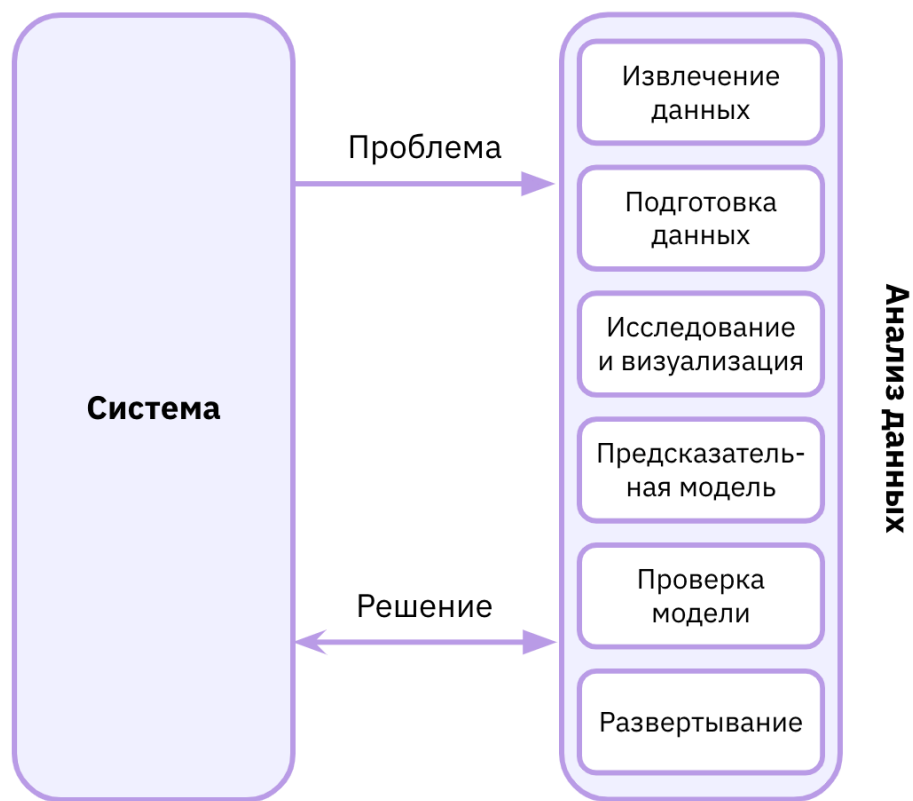 Система
Проблема
Решение
Извлечение
данных
Подготовка
данных
Исследование
и визуализация
Предсказатель-
ная модель
Проверка
модели
Развертывание
Анализ данных